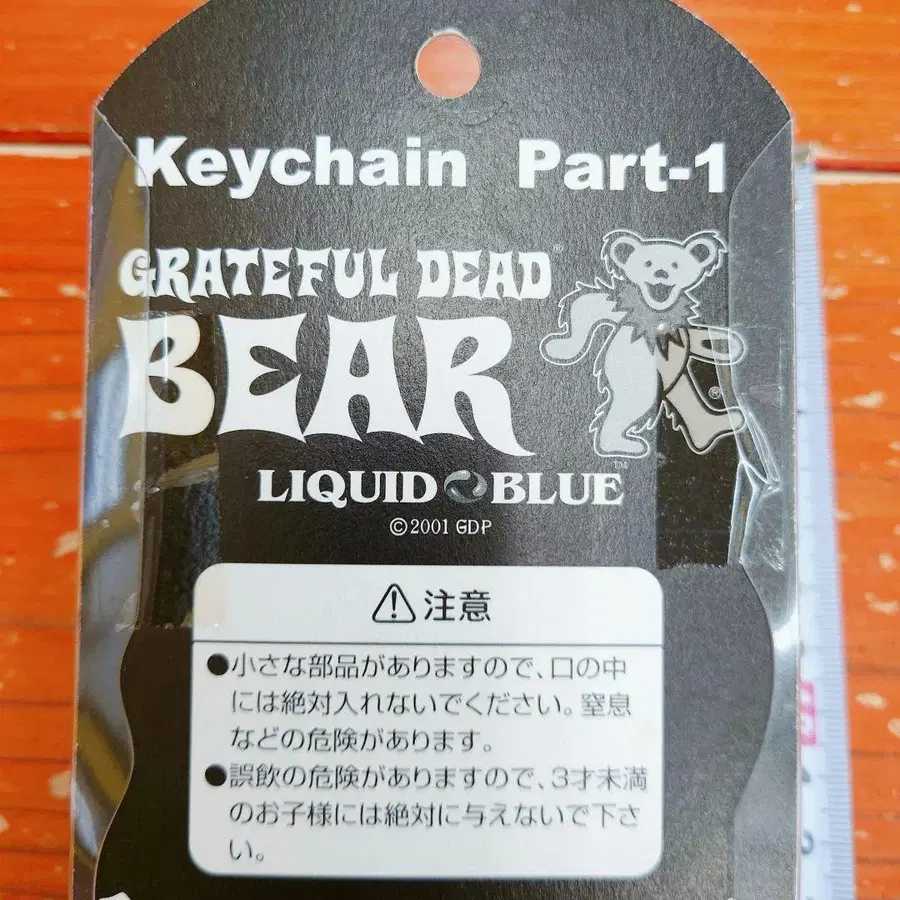 Keychain Part-1
GRATEFUL DEAD®
BEAR
®
™
LIQUID BLUE
©2001 GDP
⚠注意
●小さな部品がありますので、口の中
には絶対入れないでください。窒息
などの危険があります。
●誤飲の危険がありますので、3才未満
のお子様には絶対に与えないで下さ
い。